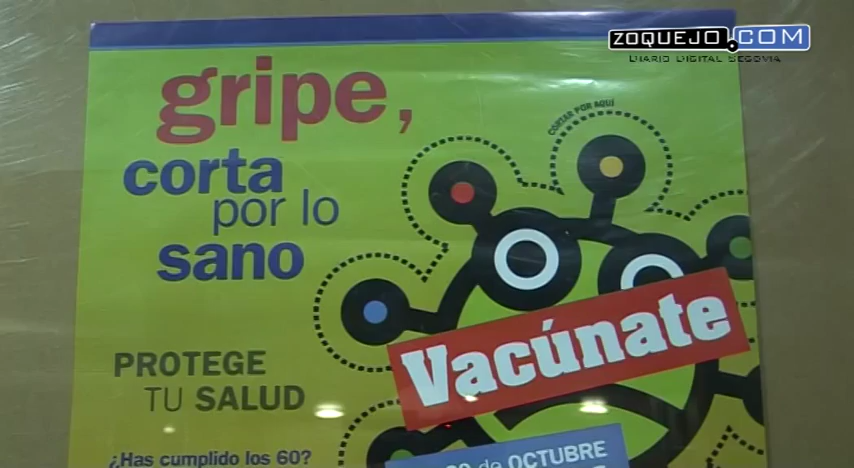 ZOQUEJO.COM
DIARIO DIGITAL SEGOVIA
gripe,
corta
por lo
sano
CORTAR POR AQUÍ
Vacúnate
PROTEGE
TU SALUD
¿Has cumplido los 60?
de OCTUBRE